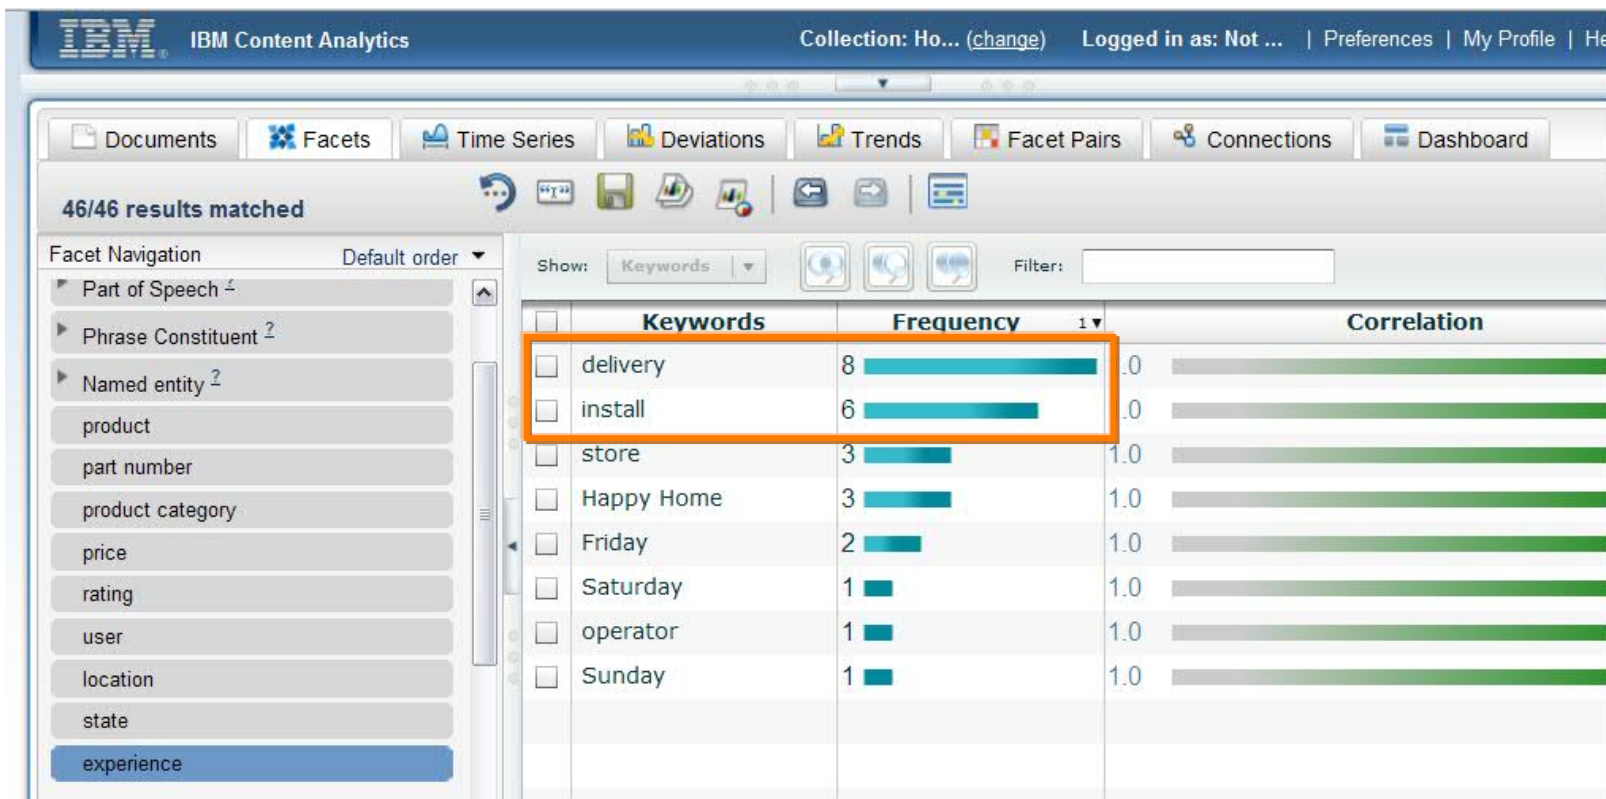 IBM IBM Content Analytics Collection: Ho... (change) Logged in as: Not ... | Preferences | My Profile | He
Documents Facets Time Series Deviations Trends Facet Pairs Connections Dashboard
46/46 results matched
Facet Navigation Default order
Show: Keywords Filter:
Part of Speech ?
Phrase Constituent ?
Named entity ?
product
part number
product category
price
rating
user
location
state
experience
Keywords Frequency 1 Correlation
delivery 8 .0
install 6 .0
store 3 1.0
Happy Home 3 1.0
Friday 2 1.0
Saturday 1 1.0
operator 1 1.0
Sunday 1 1.0